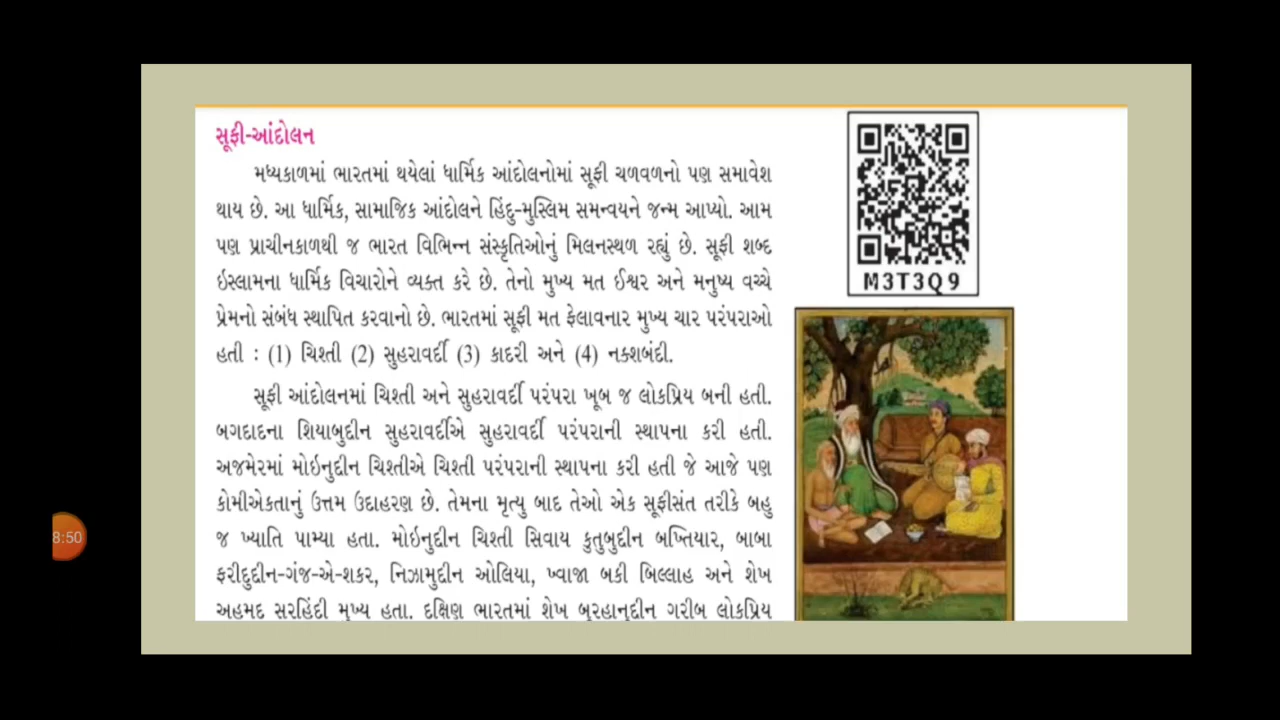 સૂફી-આંદોલન
મધ્યકાળમાં ભારતમાં થયેલાં ધાર્મિક આંદોલનોમાં સૂફી ચળવળનો પણ સમાવેશ
થાય છે. આ ધાર્મિક, સામાજિક આંદોલને હિંદુ-મુસ્લિમ સમન્વયને જન્મ આપ્યો. આમ
પણ પ્રાચીનકાળથી જ ભારત વિભિન્ન સંસ્કૃતિઓનું મિલનસ્થળ રહ્યું છે. સૂફી શબ્દ
ઇસ્લામના ધાર્મિક વિચારોને વ્યક્ત કરે છે. તેનો મુખ્ય મત ઈશ્વર અને મનુષ્ય વચ્ચે
પ્રેમનો સંબંધ સ્થાપિત કરવાનો છે. ભારતમાં સૂફી મત ફેલાવનાર મુખ્ય ચાર પરંપરાઓ
હતી : (1) ચિશ્તી (2) સુહરાવર્દી (3) કાદરી અને (4) નક્શબંદી.
સૂફી આંદોલનમાં ચિશ્તી અને સુહરાવર્દી પરંપરા ખૂબ જ લોકપ્રિય બની હતી.
બગદાદના શિયાબુદ્દીન સુહરાવર્દીએ સુહરાવર્દી પરંપરાની સ્થાપના કરી હતી.
અજમેરમાં મોઇનુદ્દીન ચિશ્તીએ ચિશ્તી પરંપરાની સ્થાપના કરી હતી જે આજે પણ
કોમીએકતાનું ઉત્તમ ઉદાહરણ છે. તેમના મૃત્યુ બાદ તેઓ એક સૂફીસંત તરીકે બહુ
જ ખ્યાતિ પામ્યા હતા. મોઇનુદ્દીન ચિશ્તી સિવાય કુતુબુદ્દીન બખ્તિયાર, બાબા
ફરીદુદ્દીન-ગંજ-એ-શકર, નિઝામુદ્દીન ઓલિયા, ખ્વાજા બકી બિલ્લાહ અને શેખ
અહમદ સરહિંદી મુખ્ય હતા. દક્ષિણ ભારતમાં શેખ બુરહાનુદ્દીન ગરીબ લોકપ્રિય
M3T3Q9
8:50